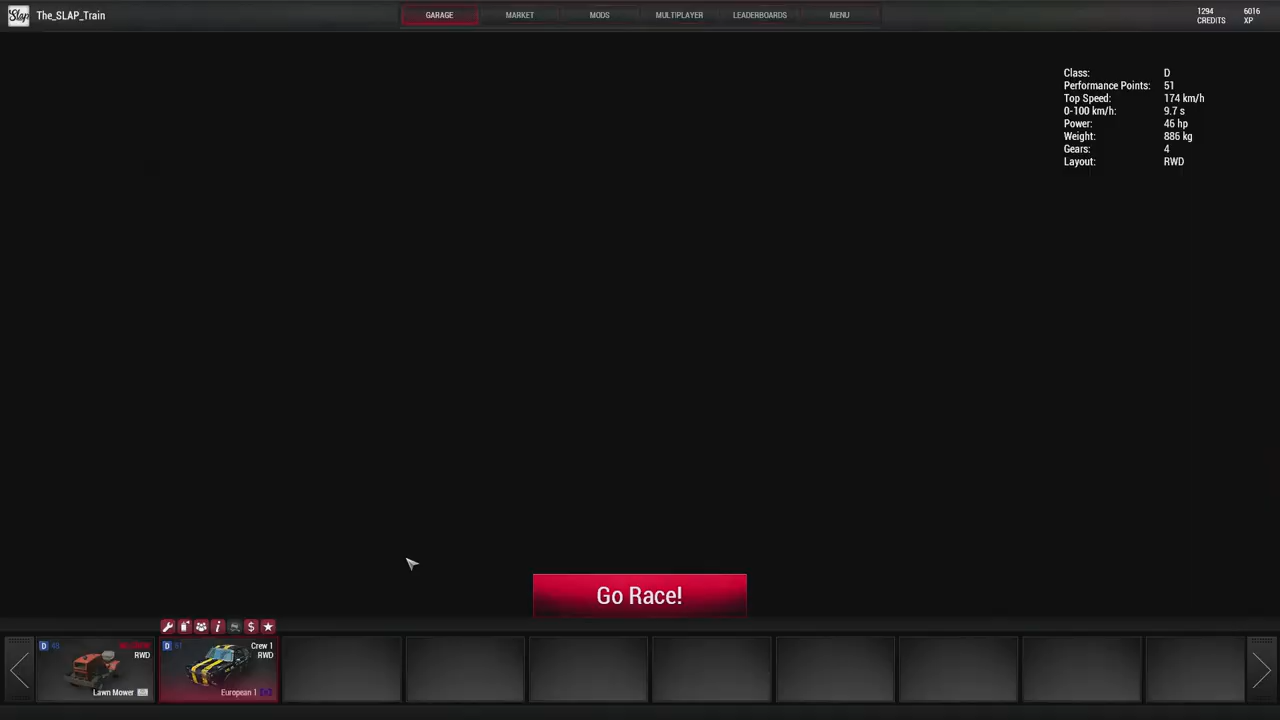 Slap
The_SLAP_Train
GARAGE
MARKET
MODS
MULTIPLAYER
LEADERBOARDS
MENU
1294
CREDITS
6016
XP
Class: D
Performance Points: 51
Top Speed: 174 km/h
0-100 km/h: 9.7 s
Power: 46 hp
Weight: 886 kg
Gears: 4
Layout: RWD
Go Race!
D
RWD
Lawn Mower
D 51
Crew 1
RWD
European 1